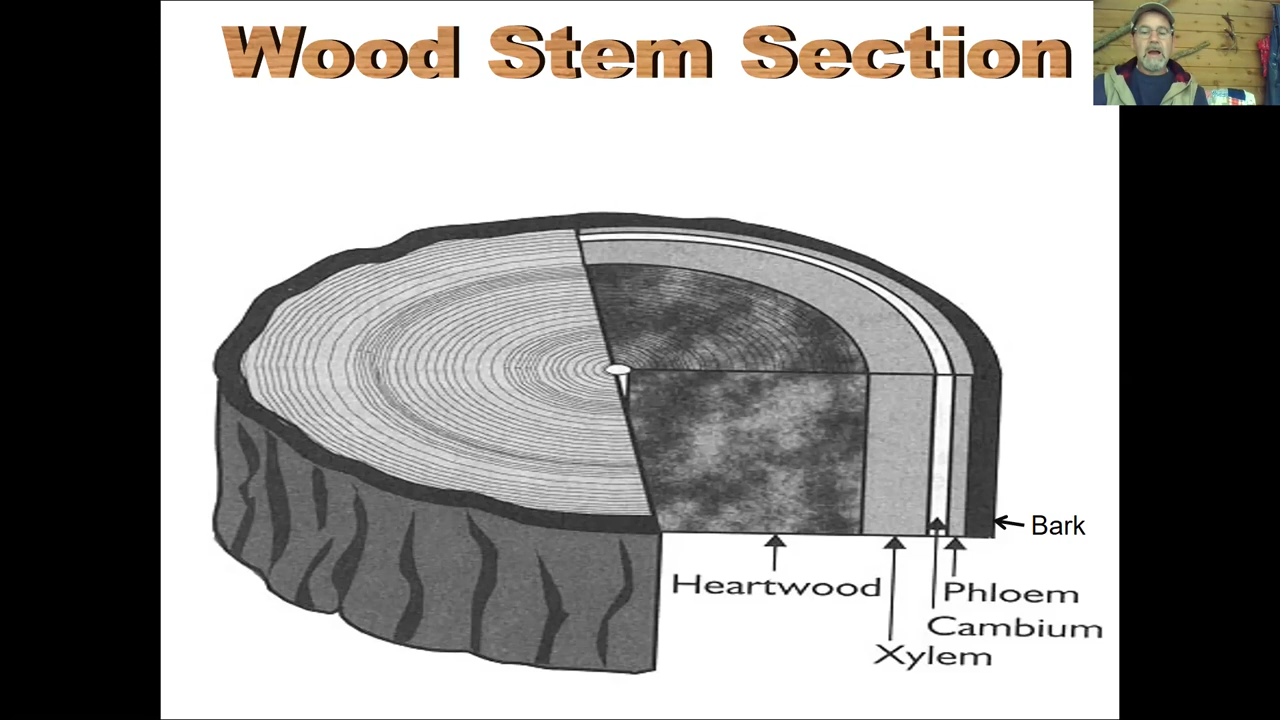 Wood Stem Section
Bark
Heartwood
Phloem
Cambium
Xylem